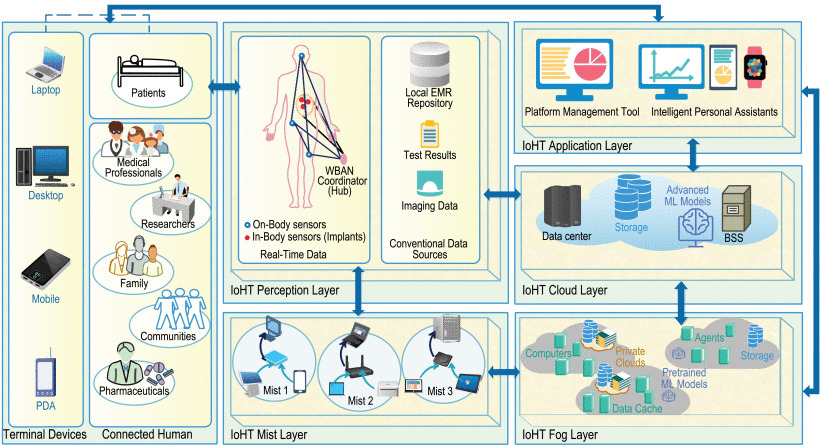 Laptop
Desktop
Mobile
PDA
Terminal Devices
Patients
Medical
Professionals
Researchers
Family
Communities
Pharmaceuticals
Connected Human
WBAN
Coordinator
(Hub)
On-Body sensors
In-Body sensors (Implants)
Real-Time Data
Local EMR
Repository
Test Results
Imaging Data
Conventional Data
Sources
IoHT Perception Layer
Platform Management Tool
Intelligent Personal Assistants
IoHT Application Layer
Data center
Storage
Advanced
ML Models
BSS
IoHT Cloud Layer
Mist 1
Mist 2
Mist 3
IoHT Mist Layer
Computers
Private
Clouds
Data Cache
Agents
Storage
Pretrained
ML Models
IoHT Fog Layer